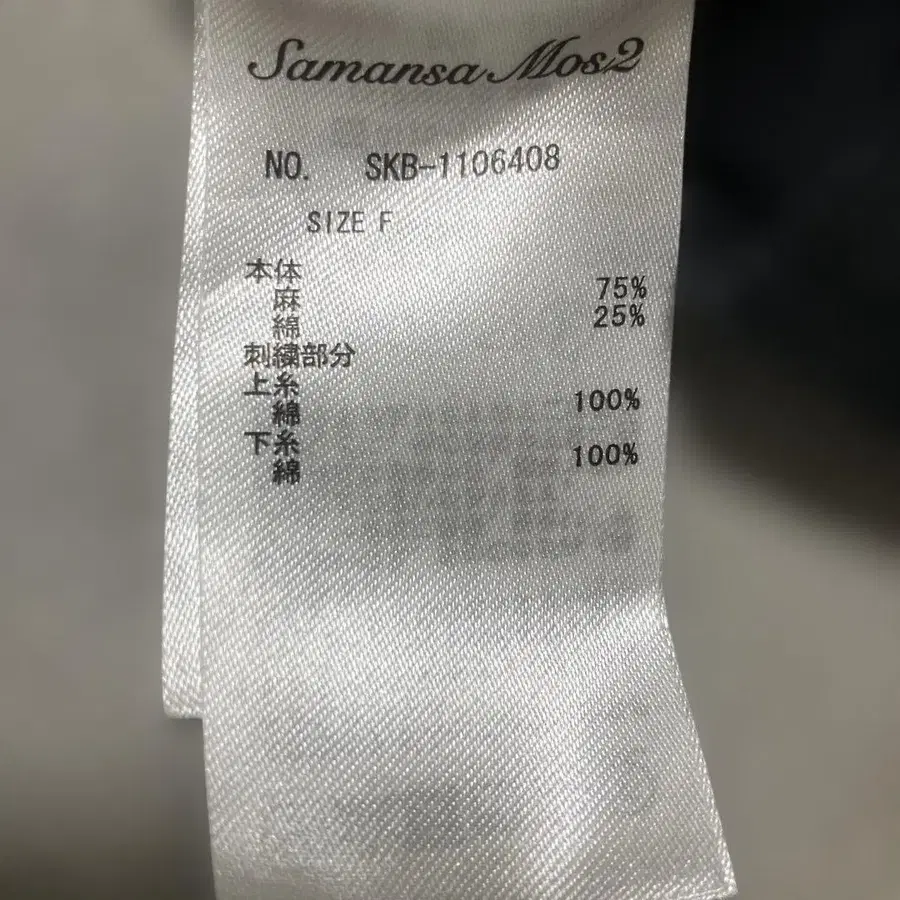 Samansa Mos2
NO. SKB-1106408
SIZE F
本体
麻 75%
綿 25%
刺繍部分
上糸
綿 100%
下糸
綿 100%